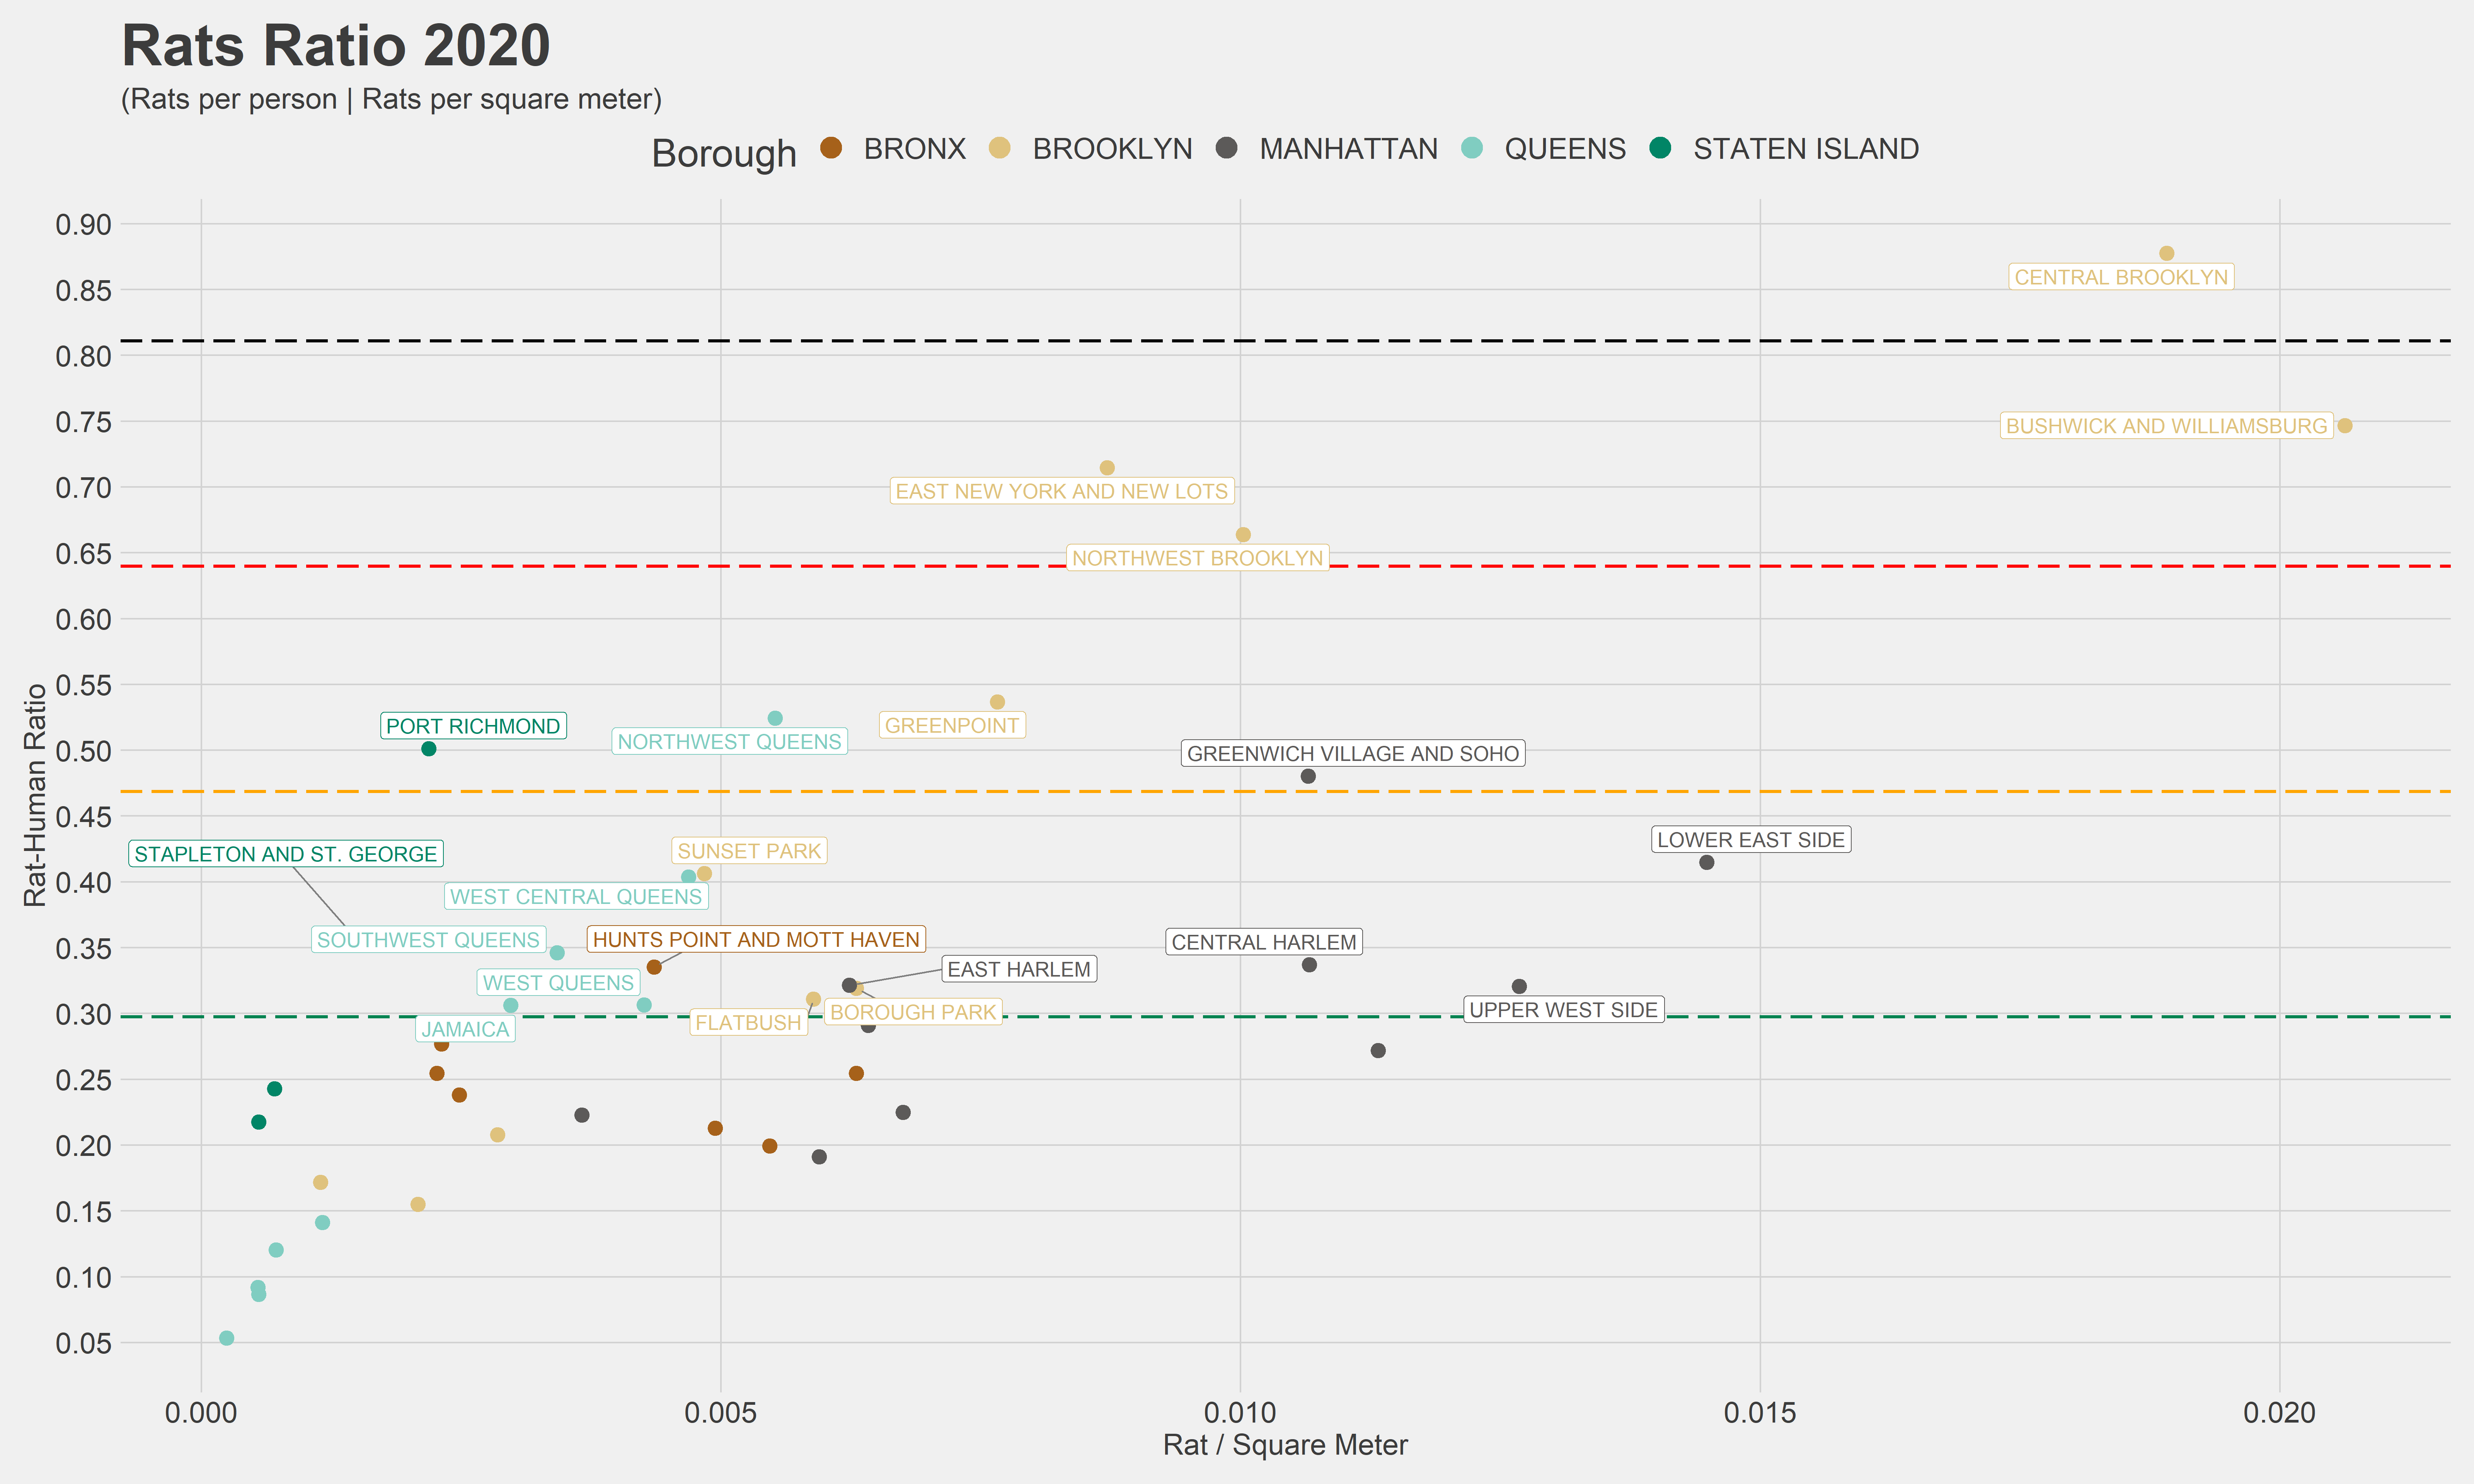 Rats Ratio 2020
(Rats per person | Rats per square meter)
Borough BRONX BROOKLYN MANHATTAN QUEENS STATEN ISLAND
0.90
CENTRAL BROOKLYN
0.85
0.80
0.75
BUSHWICK AND WILLIAMSBURG
0.70
EAST NEW YORK AND NEW LOTS
0.65
NORTHWEST BROOKLYN
0.60
0.55
PORT RICHMOND
GREENPOINT
NORTHWEST QUEENS
0.50
GREENWICH VILLAGE AND SOHO
0.45
LOWER EAST SIDE
SUNSET PARK
STAPLETON AND ST. GEORGE
0.40
WEST CENTRAL QUEENS
SOUTHWEST QUEENS
HUNTS POINT AND MOTT HAVEN
CENTRAL HARLEM
0.35
EAST HARLEM
WEST QUEENS
UPPER WEST SIDE
BOROUGH PARK
0.30
FLATBUSH
JAMAICA
0.25
0.20
0.15
0.10
0.05
Rat-Human Ratio
0.000 0.005 0.010 0.015 0.020
Rat / Square Meter